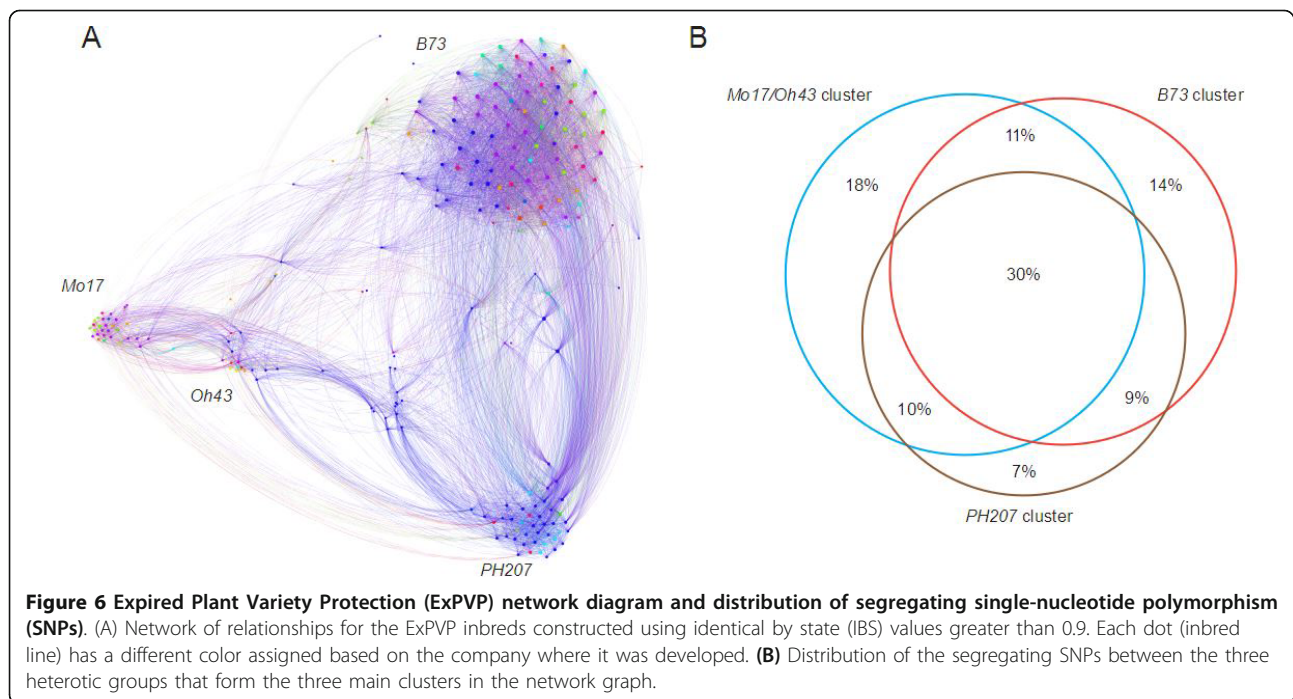 A
B73
Mo17
Oh43
PH207
B
Mo17/Oh43 cluster
B73 cluster
11%
18%
14%
30%
10%
9%
7%
PH207 cluster
Figure 6 Expired Plant Variety Protection (ExPVP) network diagram and distribution of segregating single-nucleotide polymorphism
(SNPs). (A) Network of relationships for the ExPVP inbreds constructed using identical by state (IBS) values greater than 0.9. Each dot (inbred
line) has a different color assigned based on the company where it was developed. (B) Distribution of the segregating SNPs between the three
heterotic groups that form the three main clusters in the network graph.